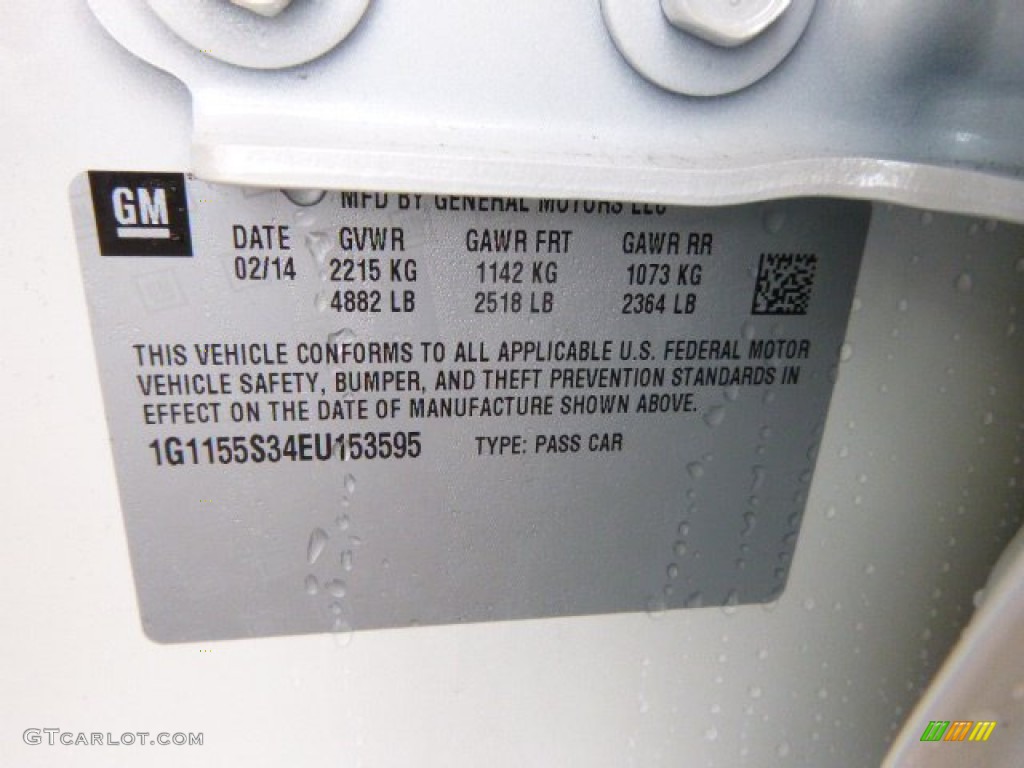 GM
MFD BY GENERAL MOTORS LLC
DATE GVWR GAWR FRT GAWR RR
02/14 2215 KG 1142 KG 1073 KG
4882 LB 2518 LB 2364 LB
THIS VEHICLE CONFORMS TO ALL APPLICABLE U.S. FEDERAL MOTOR
VEHICLE SAFETY, BUMPER, AND THEFT PREVENTION STANDARDS IN
EFFECT ON THE DATE OF MANUFACTURE SHOWN ABOVE.
1G1155S34EU153595 TYPE: PASS CAR
GTCARLOT.COM